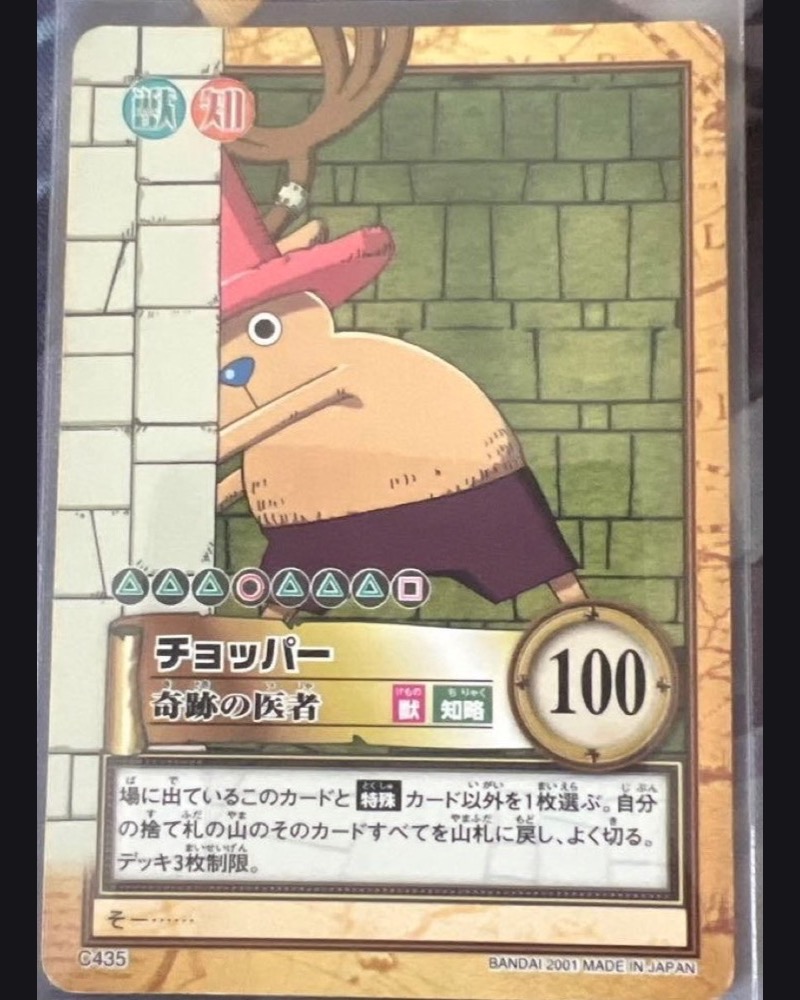 獣 知
チョッパー
奇跡の医者 獣 知略
100
場に出ているこのカードと 特殊 カード以外を1枚選ぶ。自分
の捨て札の山のそのカードすべてを山札に戻し、よく切る。
デッキ3枚制限。
そー……
C435 BANDAI 2001 MADE IN JAPAN